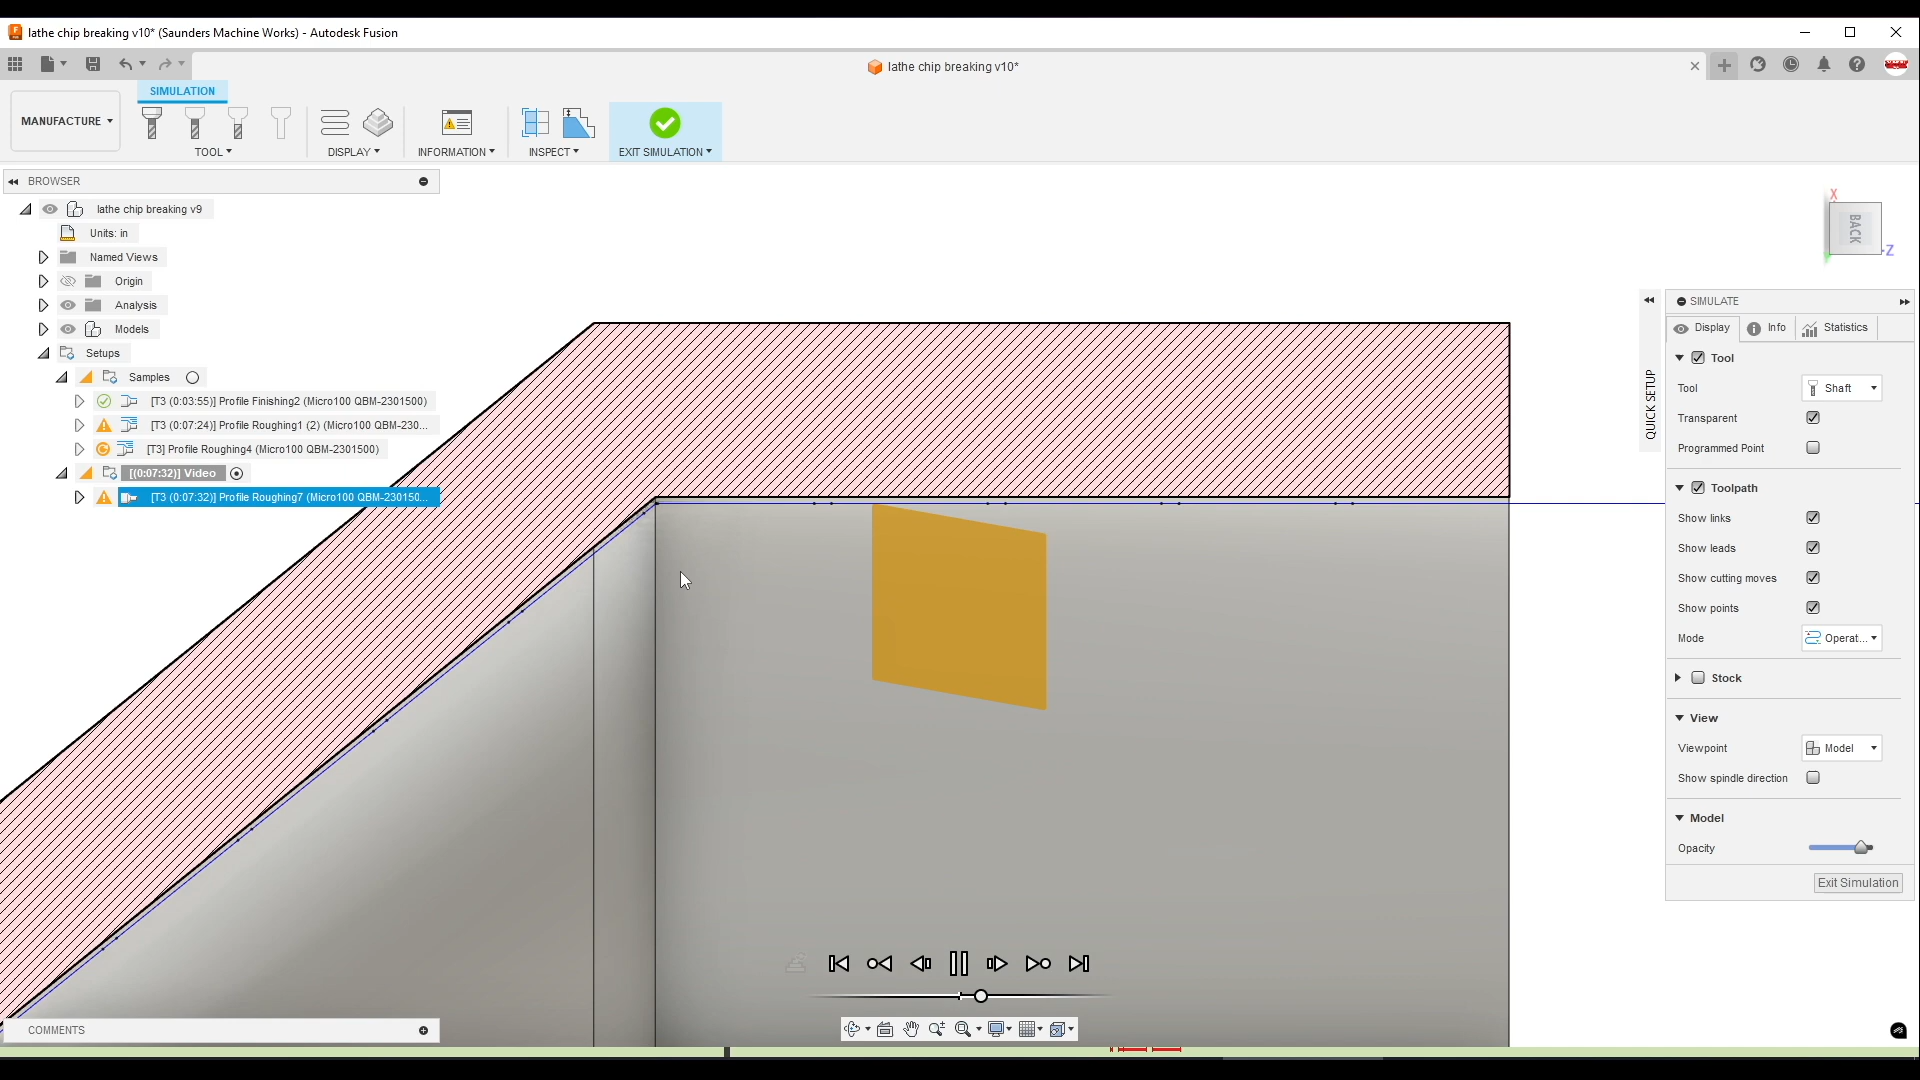 lathe chip breaking v10* (Saunders Machine Works) - Autodesk Fusion
lathe chip breaking v10*
SIMULATION
MANUFACTURE
TOOL
DISPLAY
INFORMATION
INSPECT
EXIT SIMULATION
BROWSER
lathe chip breaking v9
Units: in
Named Views
Origin
Analysis
Models
Setups
Samples
[T3 (0:03:55)] Profile Finishing2 (Micro100 QBM-2301500)
[T3 (0:07:24)] Profile Roughing1 (2) (Micro100 QBM-230...
[T3] Profile Roughing4 (Micro100 QBM-2301500)
[(0:07:32)] Video
[T3 (0:07:32)] Profile Roughing7 (Micro100 QBM-230150...
X
BACK
-Z
QUICK SETUP
SIMULATE
Display
Info
Statistics
Tool
Tool
Shaft
Transparent
Programmed Point
Toolpath
Show links
Show leads
Show cutting moves
Show points
Mode
Operat...
Stock
View
Viewpoint
Model
Show spindle direction
Model
Opacity
Exit Simulation
COMMENTS